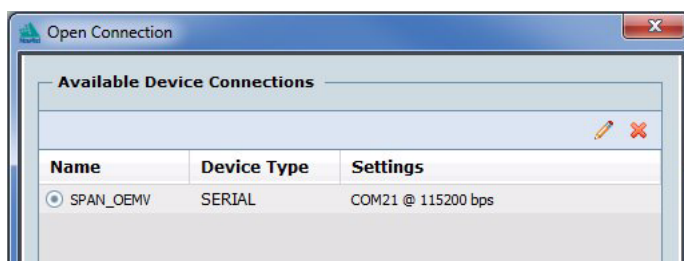 Open Connection
Available Device Connections
Name Device Type Settings
SPAN_OEMV SERIAL COM21 @ 115200 bps